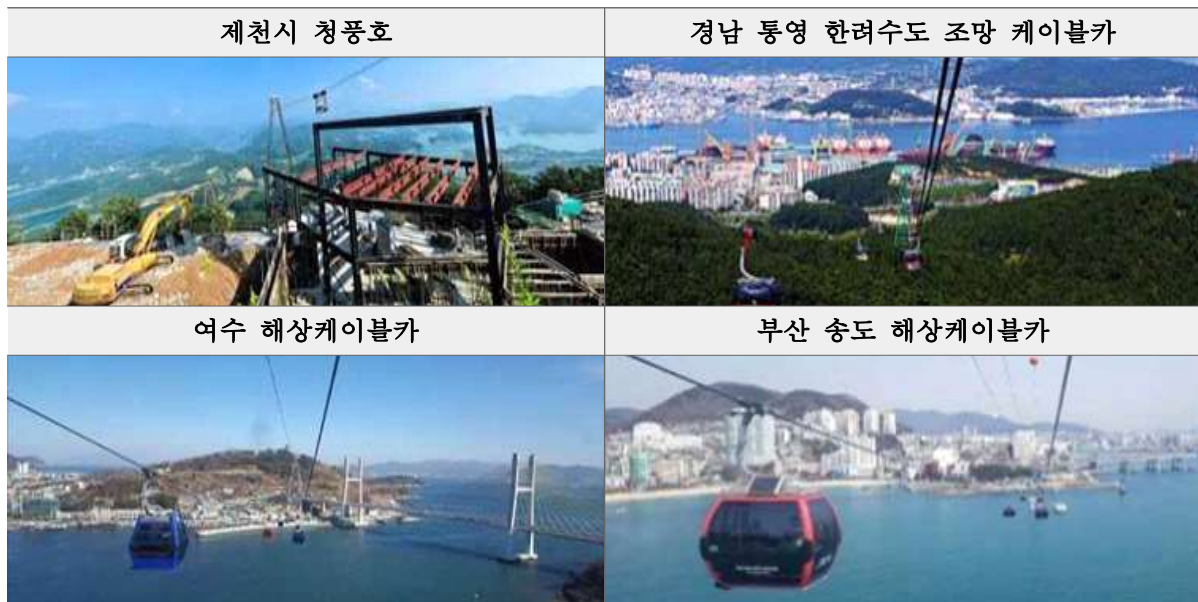 제천시 청풍호
경남 통영 한려수도 조망 케이블카
여수 해상케이블카
부산 송도 해상케이블카